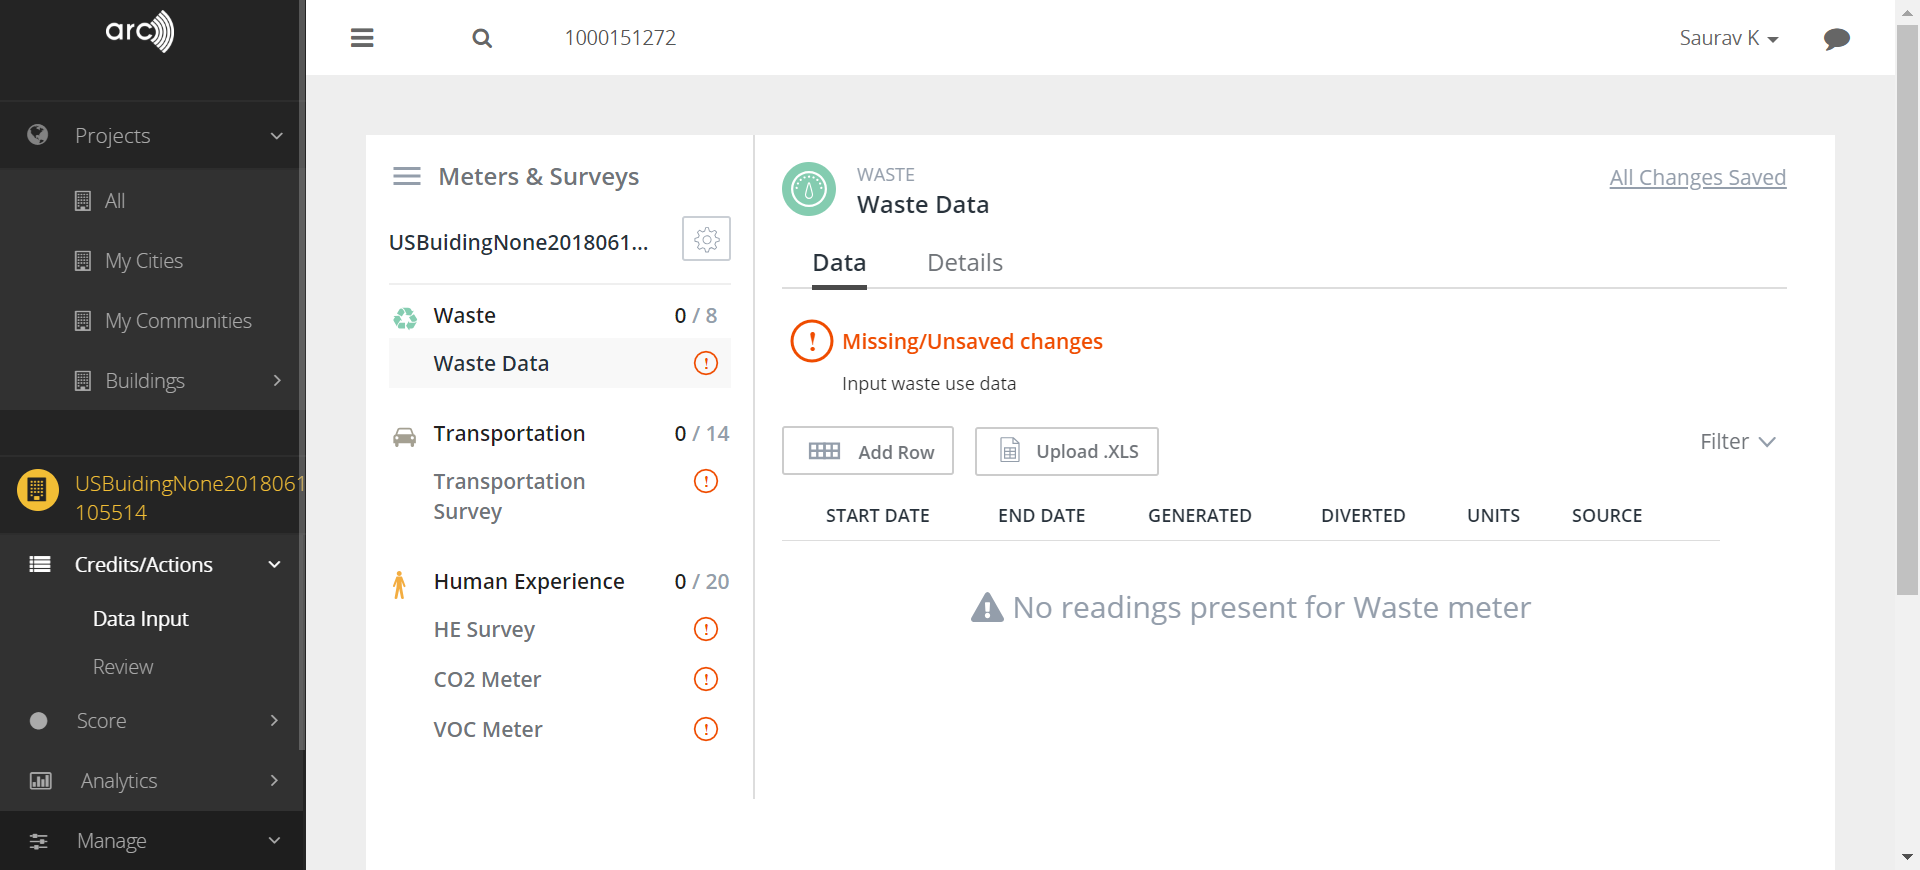 arc
1000151272
Saurav K
Projects
All
My Cities
My Communities
Buildings
USBuidingNone2018061
105514
Credits/Actions
Data Input
Review
Score
Analytics
Manage
Meters & Surveys
USBuidingNone2018061...
Waste 0 / 8
Waste Data
Transportation 0 / 14
Transportation
Survey
Human Experience 0 / 20
HE Survey
CO2 Meter
VOC Meter
WASTE
Waste Data
All Changes Saved
Data Details
Missing/Unsaved changes
Input waste use data
Add Row Upload .XLS Filter
START DATE END DATE GENERATED DIVERTED UNITS SOURCE
No readings present for Waste meter